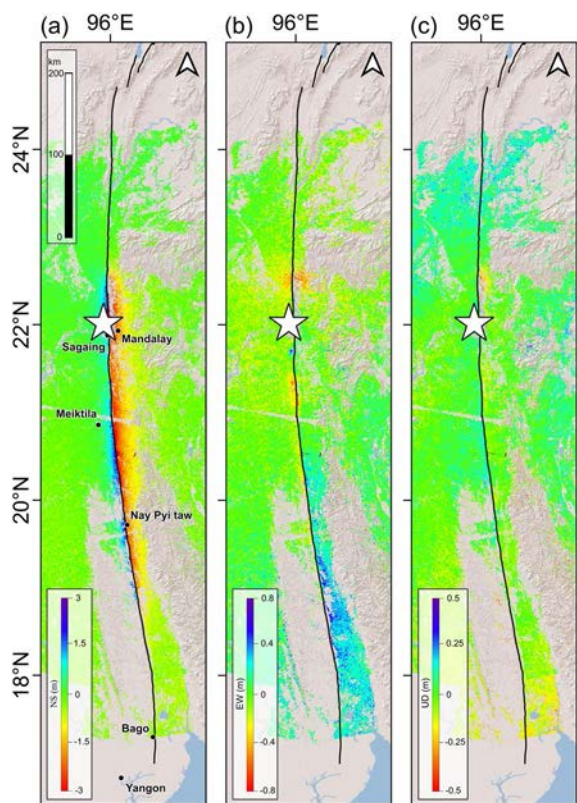 (a) 96°E
(b) 96°E
(c) 96°E
km
200
100
0
24°N
22°N
20°N
18°N
Sagaing
Mandalay
Meiktila
Nay Pyi taw
Bago
Yangon
NS (m)
3
1.5
0
-1.5
-3
EW (m)
0.8
0.4
0
-0.4
-0.8
UD (m)
0.5
0.25
0
-0.25
-0.5